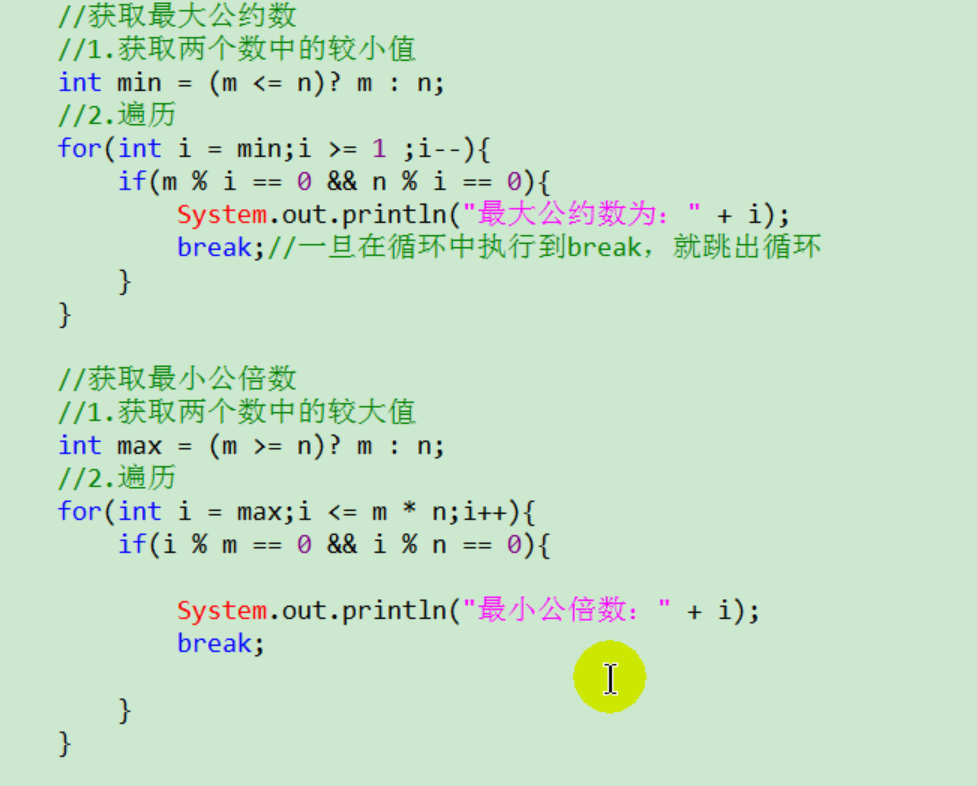 //获取最大公约数
//1.获取两个数中的较小值
int min = (m <= n)? m : n;
//2.遍历
for(int i = min;i >= 1 ;i--){
if(m % i == 0 && n % i == 0){
System.out.println("最大公约数为：" + i);
break;//一旦在循环中执行到break，就跳出循环
}
}
//获取最小公倍数
//1.获取两个数中的较大值
int max = (m >= n)? m : n;
//2.遍历
for(int i = max;i <= m * n;i++){
if(i % m == 0 && i % n == 0){
System.out.println("最小公倍数：" + i);
break;
}
}